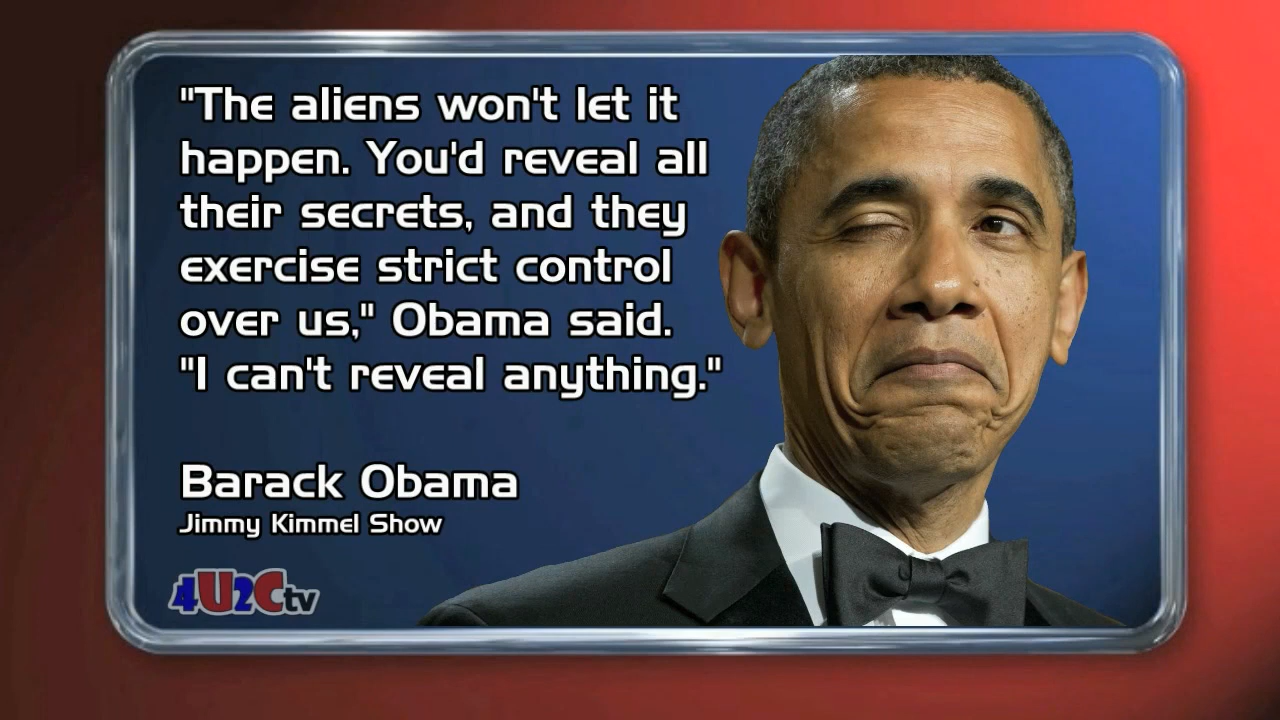 "The aliens won't let it
happen. You'd reveal all
their secrets, and they
exercise strict control
over us," Obama said.
"I can't reveal anything."
Barack Obama
Jimmy Kimmel Show
4U2Ctv